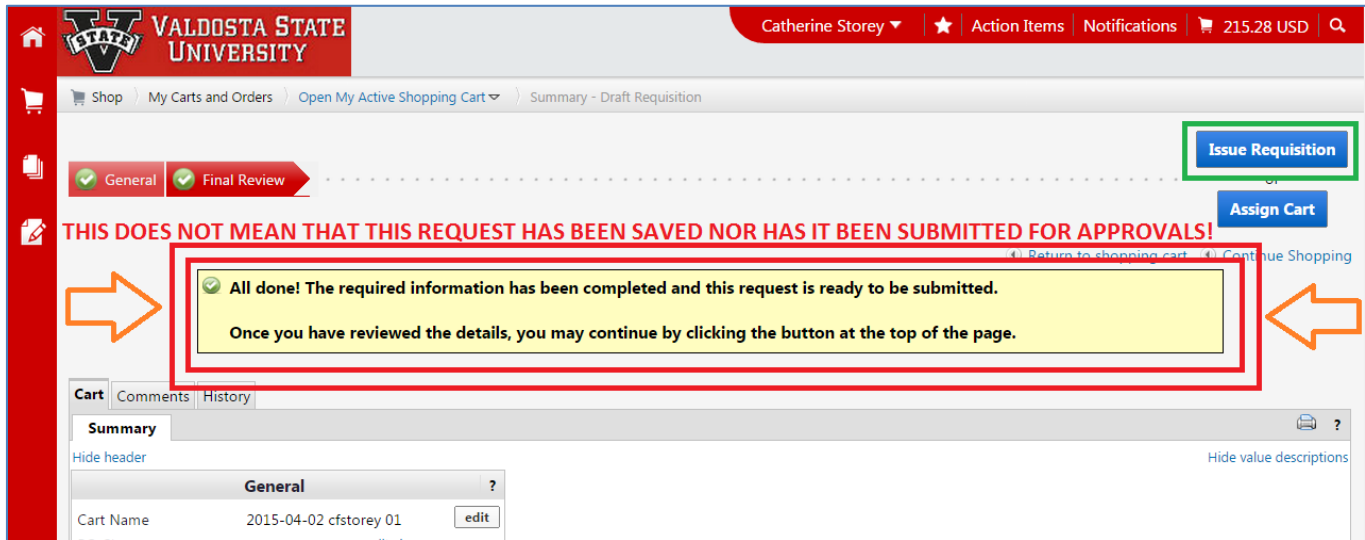 VALDOSTA STATE
UNIVERSITY
STATE
V
Catherine Storey
Action Items
Notifications
215.28 USD
Shop
My Carts and Orders
Open My Active Shopping Cart
Summary - Draft Requisition
Issue Requisition
or
Assign Cart
General
Final Review
THIS DOES NOT MEAN THAT THIS REQUEST HAS BEEN SAVED NOR HAS IT BEEN SUBMITTED FOR APPROVALS!
Return to shopping cart
Continue Shopping
All done! The required information has been completed and this request is ready to be submitted.
Once you have reviewed the details, you may continue by clicking the button at the top of the page.
Cart
Comments
History
Summary
?
Hide header
Hide value descriptions
General
?
Cart Name
2015-04-02 cfstorey 01
edit